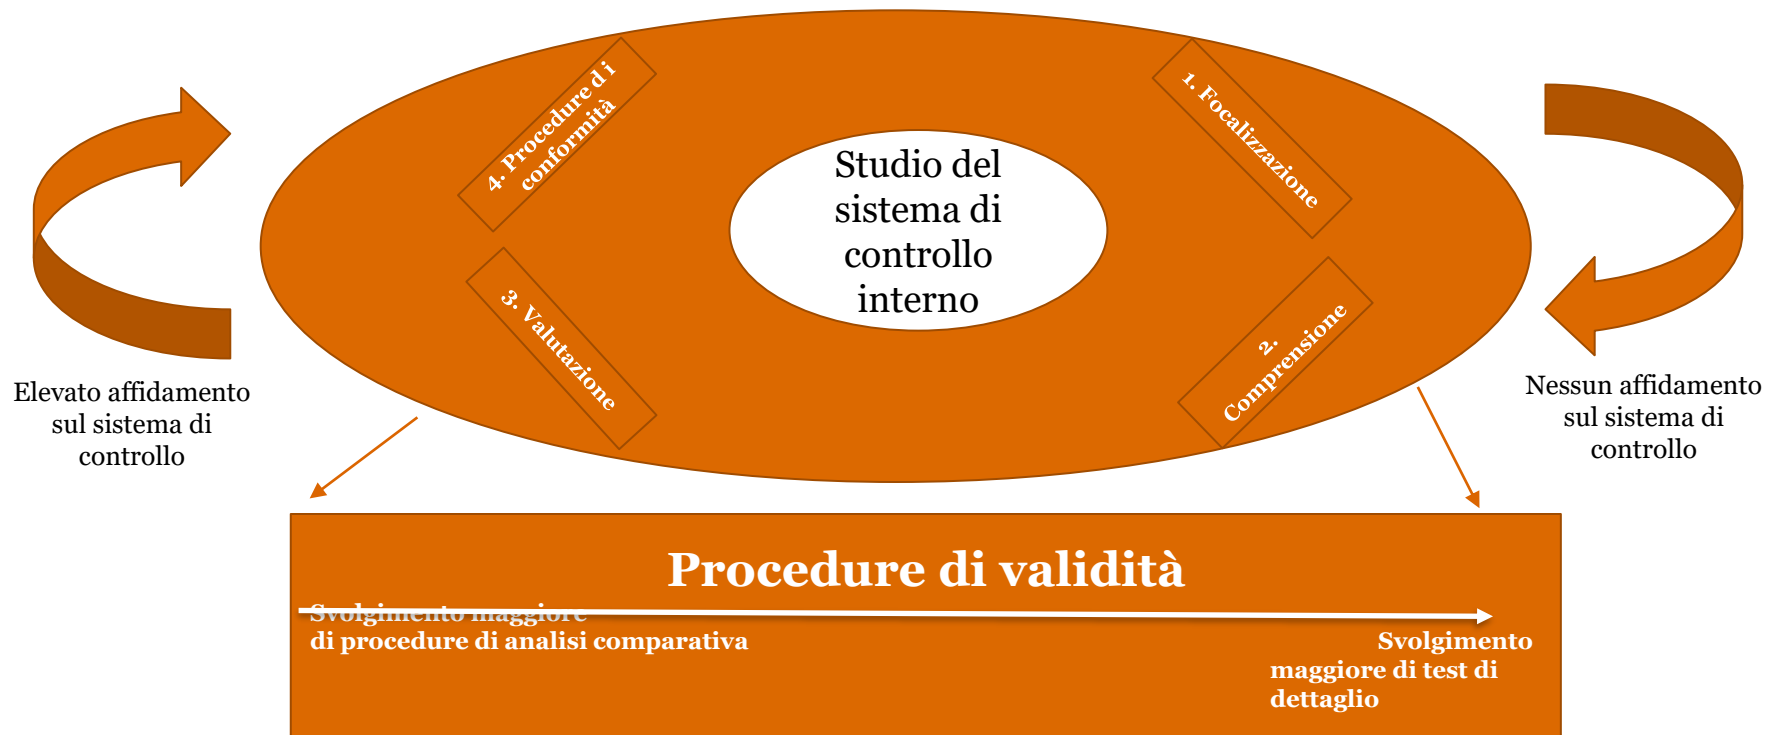 4. Procedure d i
conformità
1. Focalizzazione
Studio del
sistema di
controllo
interno
3. Valutazione
2.
Comprensione
Elevato affidamento
sul sistema di
controllo
Nessun affidamento
sul sistema di
controllo
Procedure di validità
Svolgimento maggiore
di procedure di analisi comparativa
Svolgimento
maggiore di test di
dettaglio